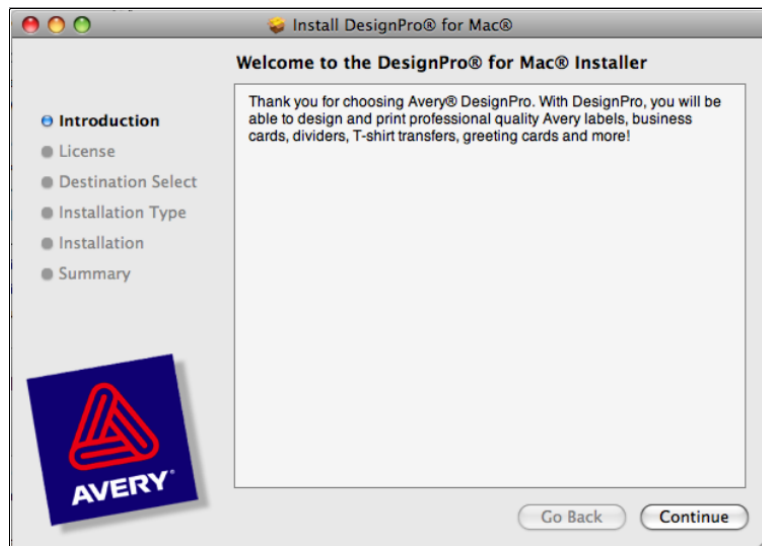 Install DesignPro® for Mac®
Welcome to the DesignPro® for Mac® Installer
Introduction
License
Destination Select
Installation Type
Installation
Summary
Thank you for choosing Avery® DesignPro. With DesignPro, you will be
able to design and print professional quality Avery labels, business
cards, dividers, T-shirt transfers, greeting cards and more!
AVERY
Go Back
Continue